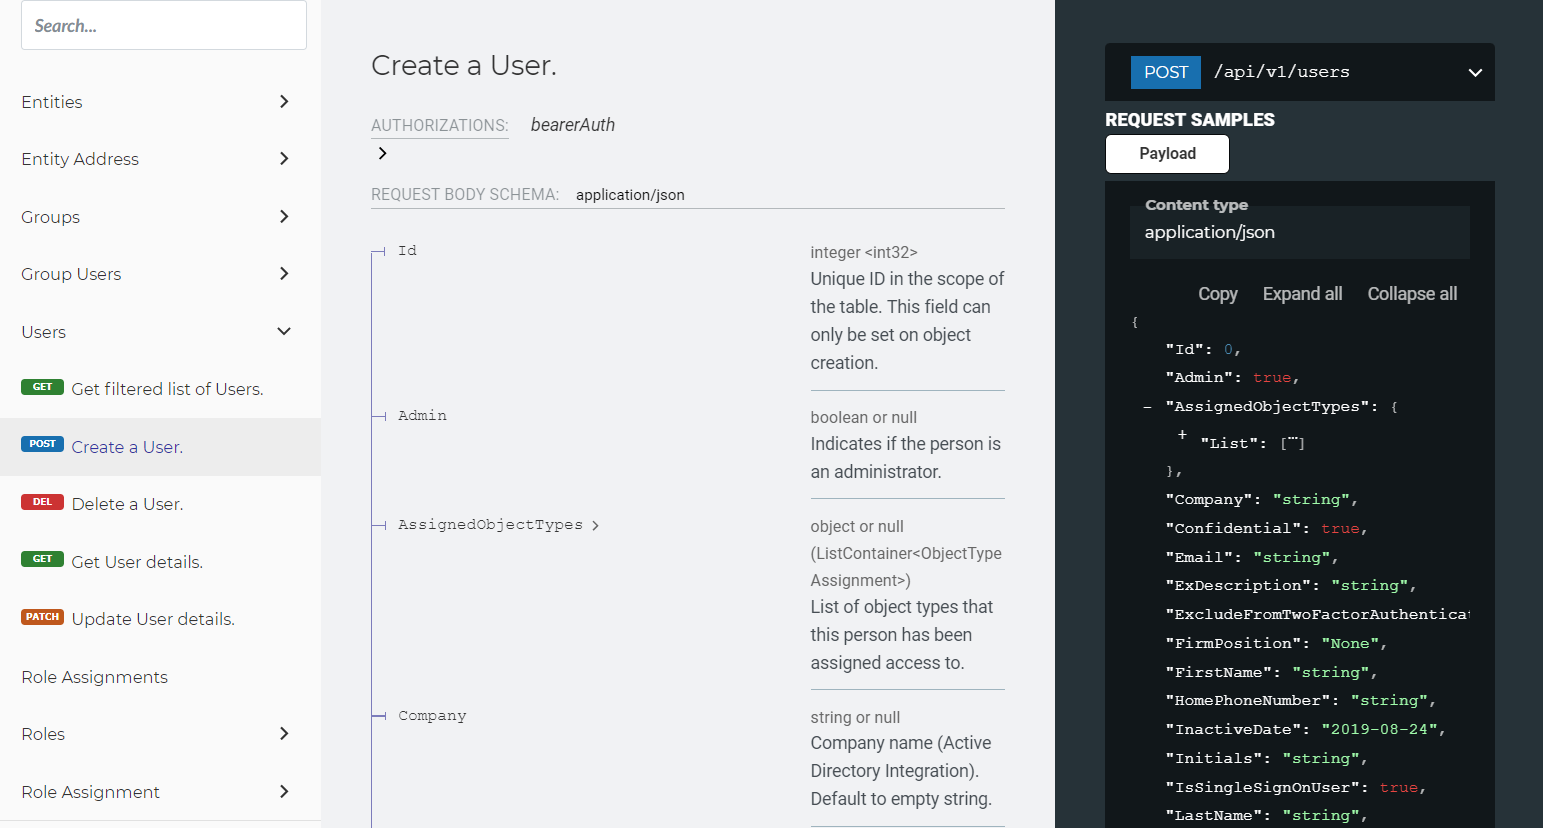 Search...
Entities
Entity Address
Groups
Group Users
Users
GET Get filtered list of Users.
POST Create a User.
DEL Delete a User.
GET Get User details.
PATCH Update User details.
Role Assignments
Roles
Role Assignment
Create a User.
AUTHORIZATIONS: bearerAuth
REQUEST BODY SCHEMA: application/json
Id
integer <int32>
Unique ID in the scope of
the table. This field can
only be set on object
creation.
Admin
boolean or null
Indicates if the person is
an administrator.
AssignedObjectTypes
object or null
(ListContainer<ObjectType
Assignment>)
List of object types that
this person has been
assigned access to.
Company
string or null
Company name (Active
Directory Integration).
Default to empty string.
POST /api/v1/users
REQUEST SAMPLES
Payload
Content type
application/json
Copy Expand all Collapse all
{
"Id": 0,
"Admin": true,
- "AssignedObjectTypes": {
+ "List": […]
},
"Company": "string",
"Confidential": true,
"Email": "string",
"ExDescription": "string",
"ExcludeFromTwoFactorAuthenticat
"FirmPosition": "None",
"FirstName": "string",
"HomePhoneNumber": "string",
"InactiveDate": "2019-08-24",
"Initials": "string",
"IsSingleSignOnUser": true,
"LastName": "string",